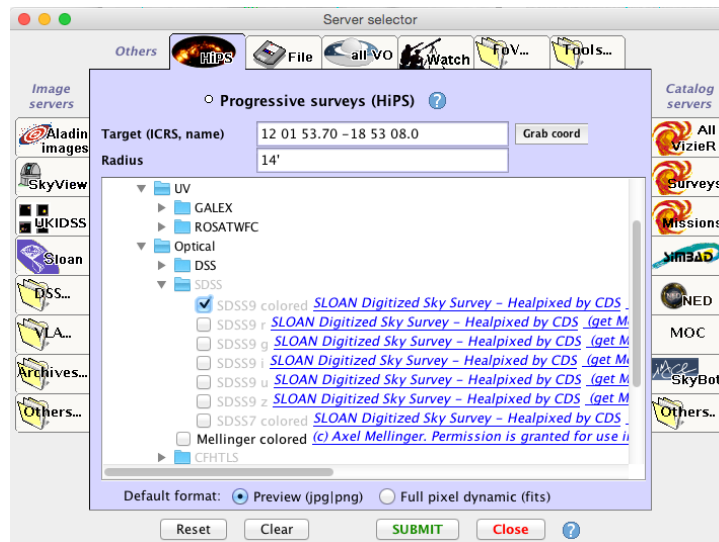 Server selector
Others
HiPS
File
all VO
Watch
FoV...
Tools...
Image
servers
Aladin
images
SkyView
UKIDSS
Sloan
DSS...
VLA...
Archives...
Others...
Progressive surveys (HiPS) ?
Target (ICRS, name) 12 01 53.70 -18 53 08.0 Grab coord
Radius 14'
UV
GALEX
ROSATWFC
Optical
DSS
SDSS
SDSS9 colored SLOAN Digitized Sky Survey - Healpixed by CDS
SDSS9 r SLOAN Digitized Sky Survey - Healpixed by CDS (get M
SDSS9 g SLOAN Digitized Sky Survey - Healpixed by CDS (get M
SDSS9 i SLOAN Digitized Sky Survey - Healpixed by CDS (get M
SDSS9 u SLOAN Digitized Sky Survey - Healpixed by CDS (get M
SDSS9 z SLOAN Digitized Sky Survey - Healpixed by CDS (get M
SDSS7 colored SLOAN Digitized Sky Survey - Healpixed by CDS
Mellinger colored (c) Axel Mellinger. Permission is granted for use i
CFHTLS
Default format: Preview (jpg|png) Full pixel dynamic (fits)
Reset Clear SUBMIT Close ?
Catalog
servers
All
VizieR
Surveys
Missions
SIMBAD
NED
MOC
SkyBot
Others..